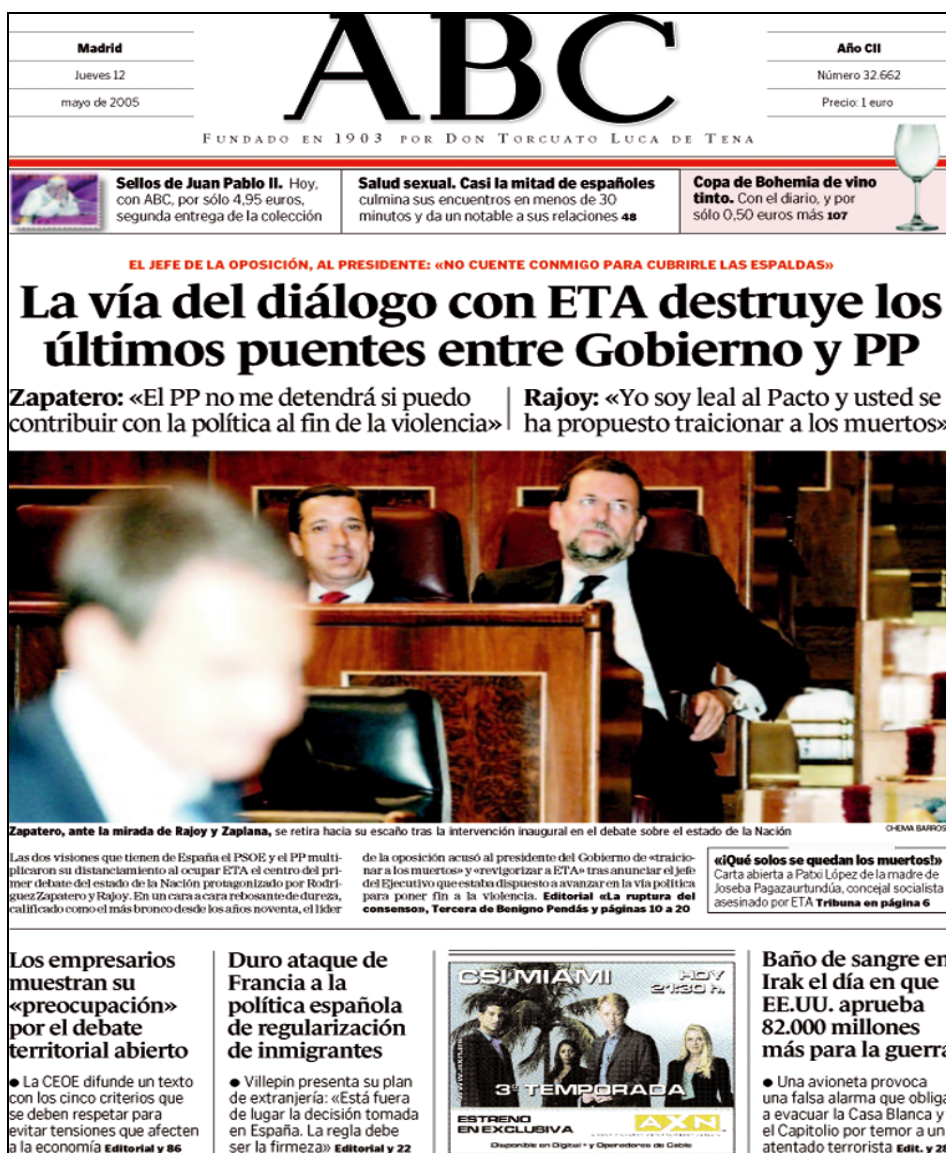 ABC
Madrid
Jueves 12
mayo de 2005
Año CII
Número 32.662
Precio: 1 euro
FUNDADO EN 1903 POR DON TORCUATO LUCA DE TENA
Sellos de Juan Pablo II. Hoy,
con ABC, por sólo 4,95 euros,
segunda entrega de la colección
Salud sexual. Casi la mitad de españoles
culmina sus encuentros en menos de 30
minutos y da un notable a sus relaciones 48
Copa de Bohemia de vino
tinto. Con el diario, y por
sólo 0,50 euros más 107
EL JEFE DE LA OPOSICIÓN, AL PRESIDENTE: «NO CUENTE CONMIGO PARA CUBRIRLE LAS ESPALDAS»
La vía del diálogo con ETA destruye los
últimos puentes entre Gobierno y PP
Zapatero: «El PP no me detendrá si puedo
contribuir con la política al fin de la violencia»
Rajoy: «Yo soy leal al Pacto y usted se
ha propuesto traicionar a los muertos»
Zapatero, ante la mirada de Rajoy y Zaplana, se retira hacia su escaño tras la intervención inaugural en el debate sobre el estado de la Nación
CHEMA BARROSO
Las dos visiones que tienen de España el PSOE y el PP multi-
plicaron su distanciamiento al ocupar ETA el centro del pri-
mer debate del estado de la Nación protagonizado por Rodrí-
guez Zapatero y Rajoy. En un cara a cara rebosante de dureza,
calificado como el más bronco desde los años noventa, el líder
de la oposición acusó al presidente del Gobierno de «traicio-
nar a los muertos» y «revigorizar a ETA» tras anunciar el jefe
del Ejecutivo que estaba dispuesto a avanzar en la vía política
para poner fin a la violencia. Editorial «La ruptura del
consenso», Tercera de Benigno Pendás y páginas 10 a 20
«¡Qué solos se quedan los muertos!»
Carta abierta a Patxi López de la madre de
Joseba Pagazaurtundúa, concejal socialista
asesinado por ETA Tribuna en página 6
Los empresarios
muestran su
«preocupación»
por el debate
territorial abierto
● La CEOE difunde un texto
con los cinco criterios que
se deben respetar para
evitar tensiones que afecten
a la economía Editorial y 86
Duro ataque de
Francia a la
política española
de regularización
de inmigrantes
● Villepin presenta su plan
de extranjería: «Está fuera
de lugar la decisión tomada
en España. La regla debe
ser la firmeza» Editorial y 22
CSI: MIAMI
HOY
21:30 h.
3ª TEMPORADA
ESTRENO
EN EXCLUSIVA
AXN
Disponible en Digital + y Operadores de Cable
Baño de sangre en
Irak el día en que
EE.UU. aprueba
82.000 millones
más para la guerra
● Una avioneta provoca
una falsa alarma que obliga
a evacuar la Casa Blanca y
el Capitolio por temor a un
atentado terrorista Edit. y